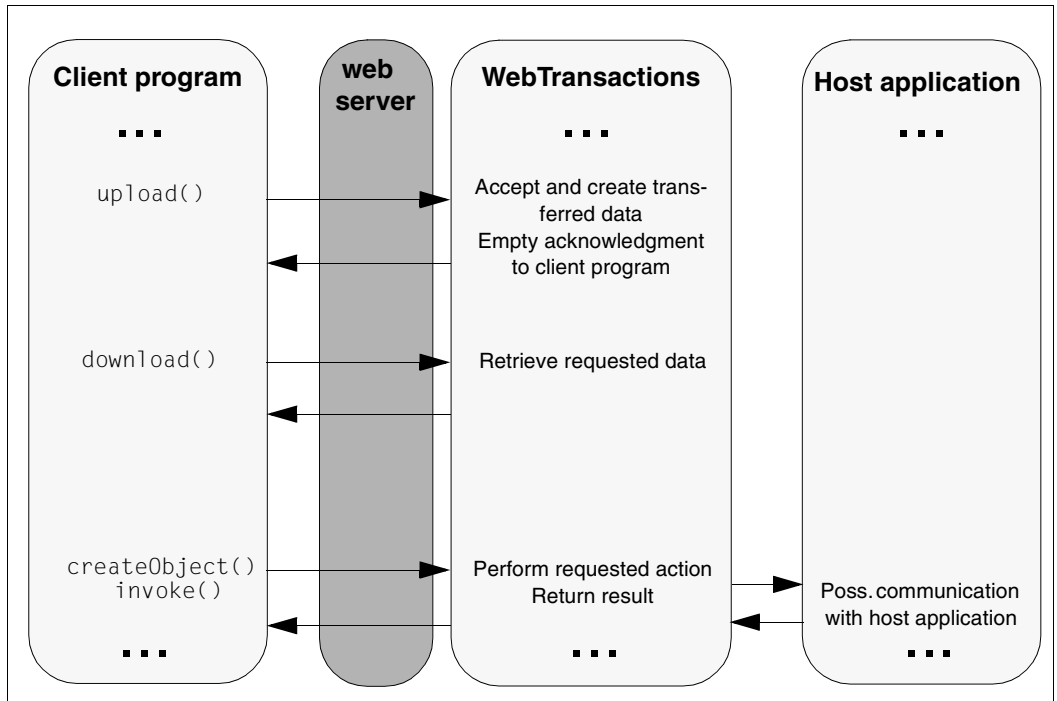 Client program
web
server
WebTransactions
Host application
...
...
...
upload()
Accept and create trans-
ferred data
Empty acknowledgment
to client program
download()
Retrieve requested data
createObject()
invoke()
Perform requested action
Return result
Poss. communication
with host application
...
...
...